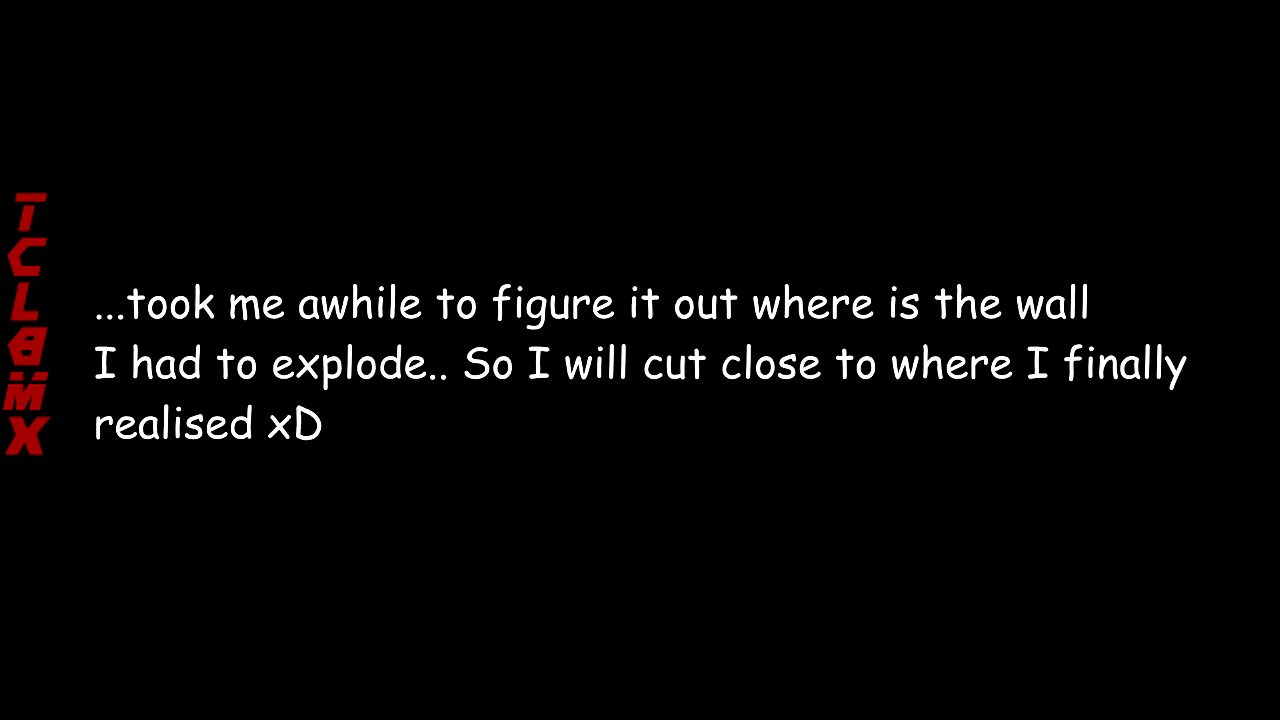 TCLaMX
...took me awhile to figure it out where is the wall
I had to explode.. So I will cut close to where I finally
realised xD